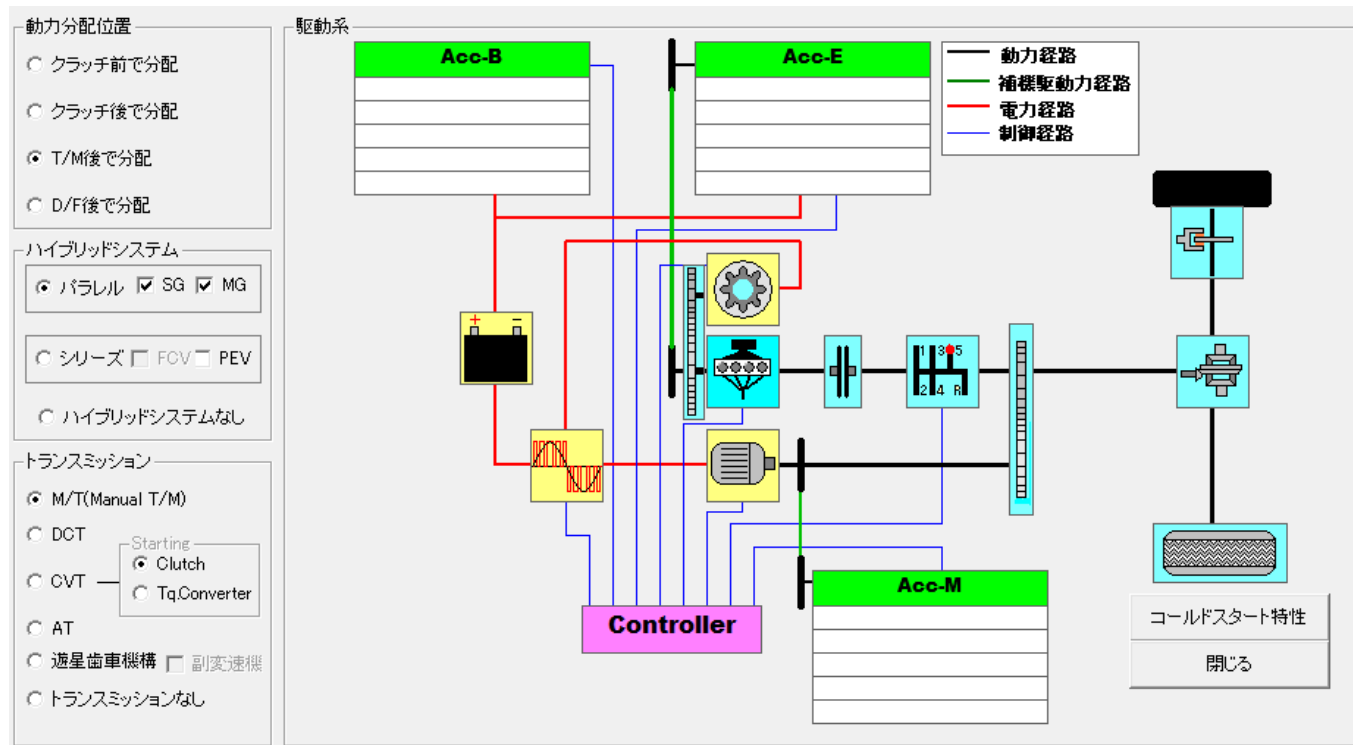 動力分配位置
クラッチ前で分配
クラッチ後で分配
T/M後で分配
D/F後で分配
ハイブリッドシステム
パラレル SG MG
シリーズ FCV PEV
ハイブリッドシステムなし
トランスミッション
M/T(Manual T/M)
DCT
Starting
Clutch
CVT
Tq.Converter
AT
遊星歯車機構 副変速機
トランスミッションなし
駆動系
Acc-B
Acc-E
動力経路
補機駆動力経路
電力経路
制御経路
+ -
1 3 5
2 4 R
Acc-M
Controller
コールドスタート特性
閉じる